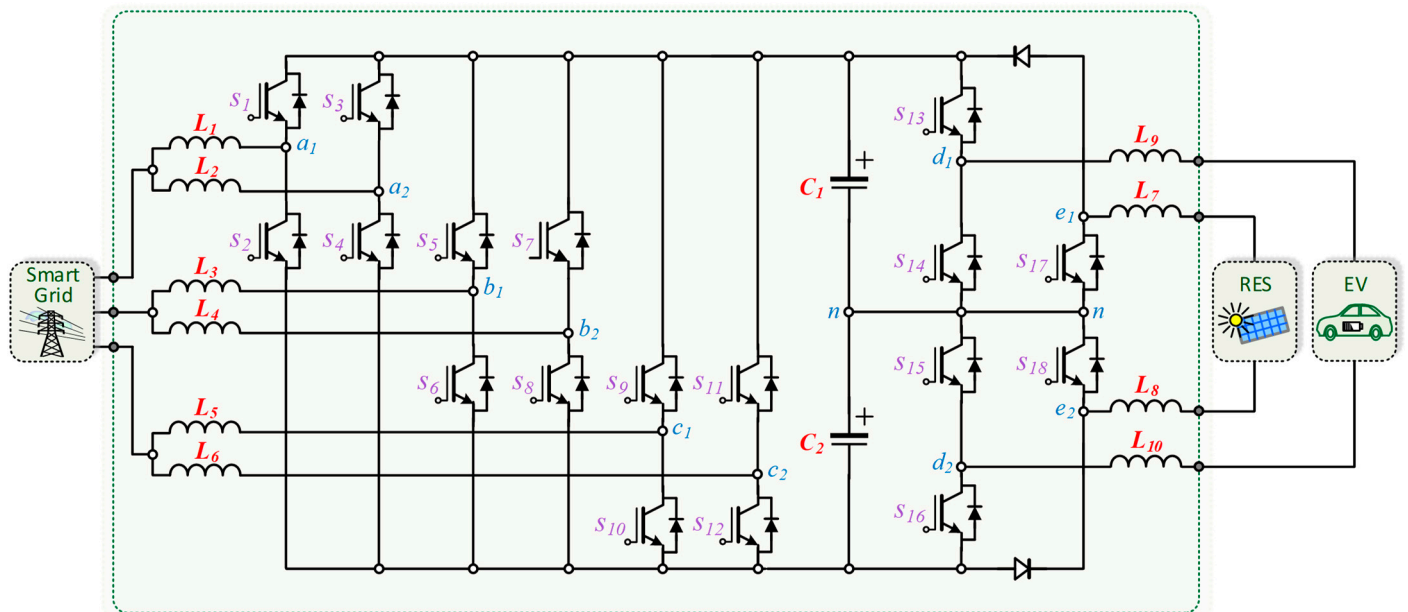 s1
s3
s13
L1
a1
L9
d1
+
L2
a2
C1
L7
e1
s2
s4
s5
s7
s14
s17
Smart
Grid
L3
b1
RES
EV
L4
b2
n
n
s6
s8
s9
s11
s15
s18
L5
c1
+
C2
L8
e2
L6
c2
d2
L10
s10
s12
s16